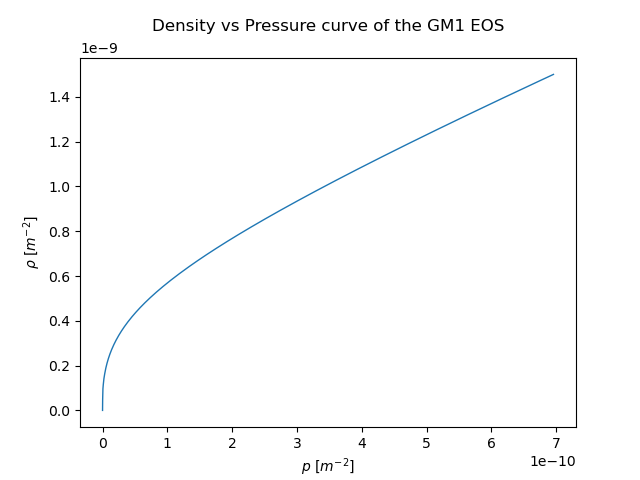 Density vs Pressure curve of the GM1 EOS
1e−9
1.4
1.2
1.0
0.8
0.6
0.4
0.2
0.0
ρ [m⁻²]
0 1 2 3 4 5 6 7
1e−10
p [m⁻²]